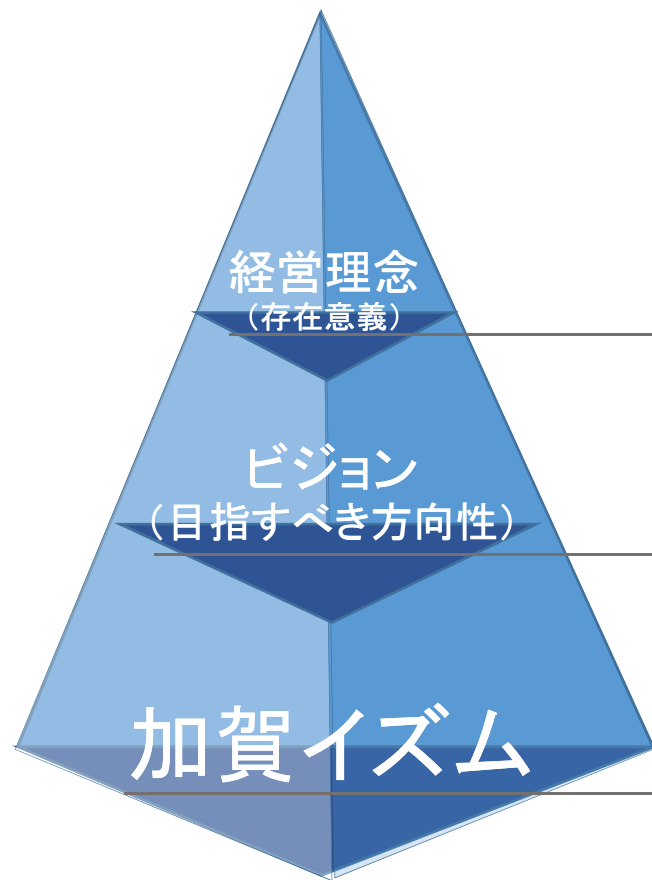 経営理念
（存在意義）
ビジョン
（目指すべき方向性）
加賀イズム